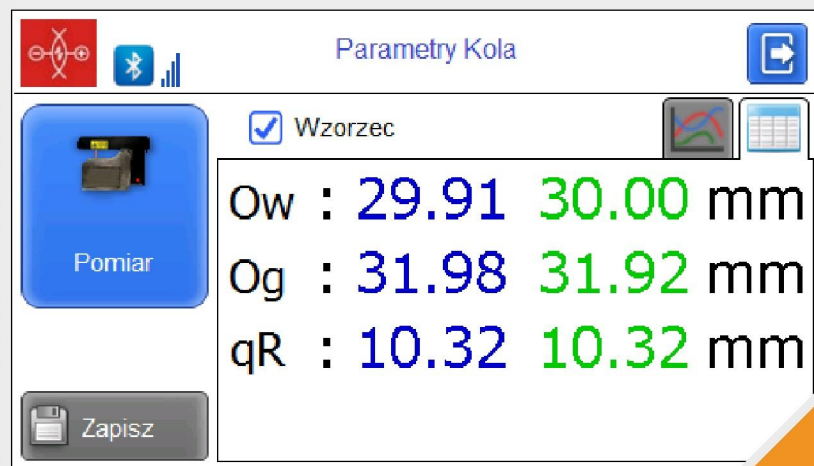 Parametry Kola
Wzorzec
Pomiar
Ow : 29.91 30.00 mm
Og : 31.98 31.92 mm
qR : 10.32 10.32 mm
Zapisz